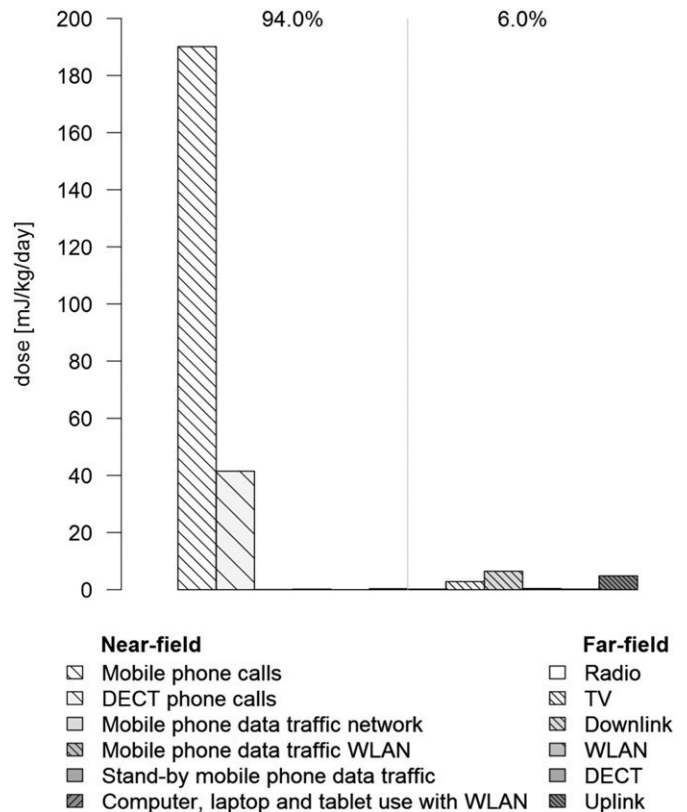 94.0% 6.0%
200
180
160
140
120
100
80
60
40
20
0
dose [mJ/kg/day]
Near-field
Mobile phone calls
DECT phone calls
Mobile phone data traffic network
Mobile phone data traffic WLAN
Stand-by mobile phone data traffic
Computer, laptop and tablet use with WLAN
Far-field
Radio
TV
Downlink
WLAN
DECT
Uplink